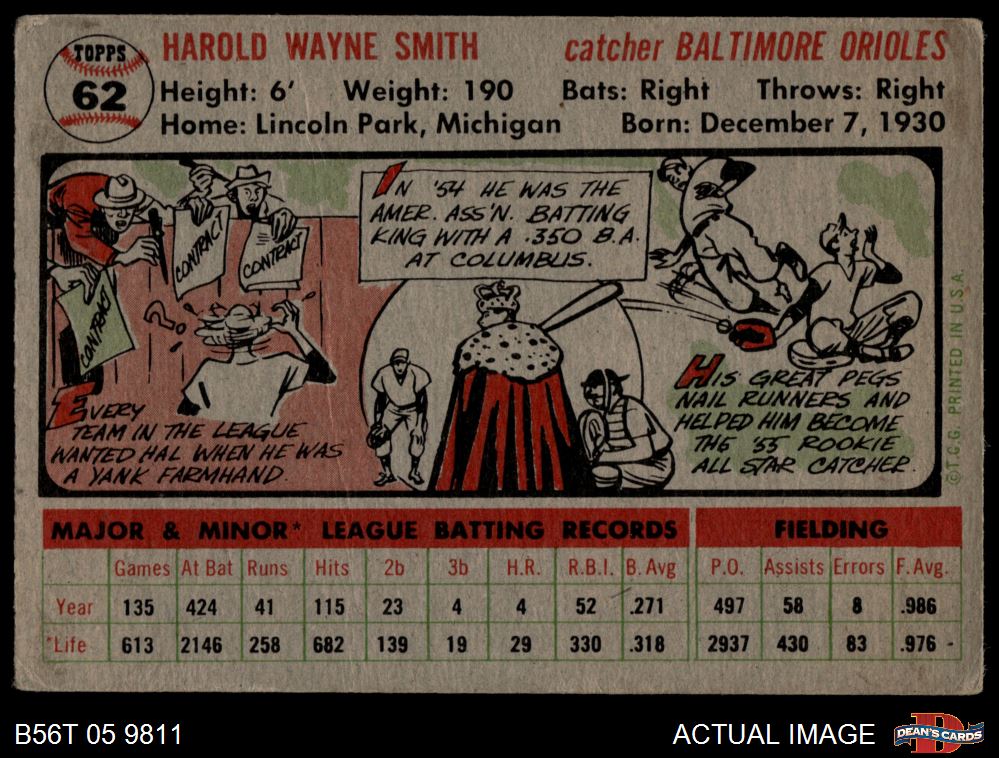 TOPPS
62
HAROLD WAYNE SMITH catcher BALTIMORE ORIOLES
Height: 6' Weight: 190 Bats: Right Throws: Right
Home: Lincoln Park, Michigan Born: December 7, 1930
CONTRACT
CONTRACT
CONTRACT
??
EVERY
TEAM IN THE LEAGUE
WANTED HAL WHEN HE WAS
A YANK FARMHAND.
IN '54 HE WAS THE
AMER. ASS'N. BATTING
KING WITH A .350 B.A.
AT COLUMBUS.
HIS GREAT PEGS
NAIL RUNNERS AND
HELPED HIM BECOME
THE '55 ROOKIE
ALL STAR CATCHER.
©T.C.G. PRINTED IN U.S.A.
MAJOR & MINOR* LEAGUE BATTING RECORDS FIELDING
Games At Bat Runs Hits 2b 3b H.R. R.B.I. B. Avg P.O. Assists Errors F. Avg.
Year 135 424 41 115 23 4 4 52 .271 497 58 8 .986
*Life 613 2146 258 682 139 19 29 330 .318 2937 430 83 .976 -
B56T 05 9811 ACTUAL IMAGE DEAN'S CARDS